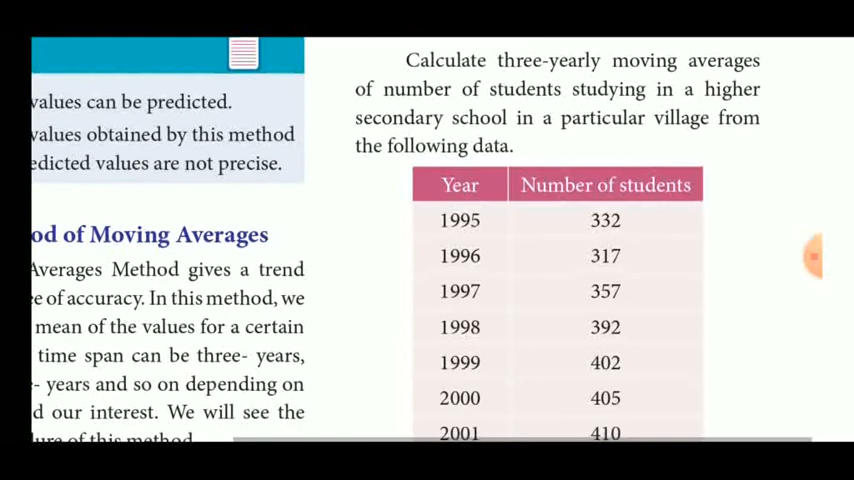 values can be predicted.
values obtained by this method
predicted values are not precise.
od of Moving Averages
Averages Method gives a trend
e of accuracy. In this method, we
mean of the values for a certain
time span can be three- years,
e- years and so on depending on
d our interest. We will see the
of this method.
Calculate three-yearly moving averages
of number of students studying in a higher
secondary school in a particular village from
the following data.
Year Number of students
1995 332
1996 317
1997 357
1998 392
1999 402
2000 405
2001 410